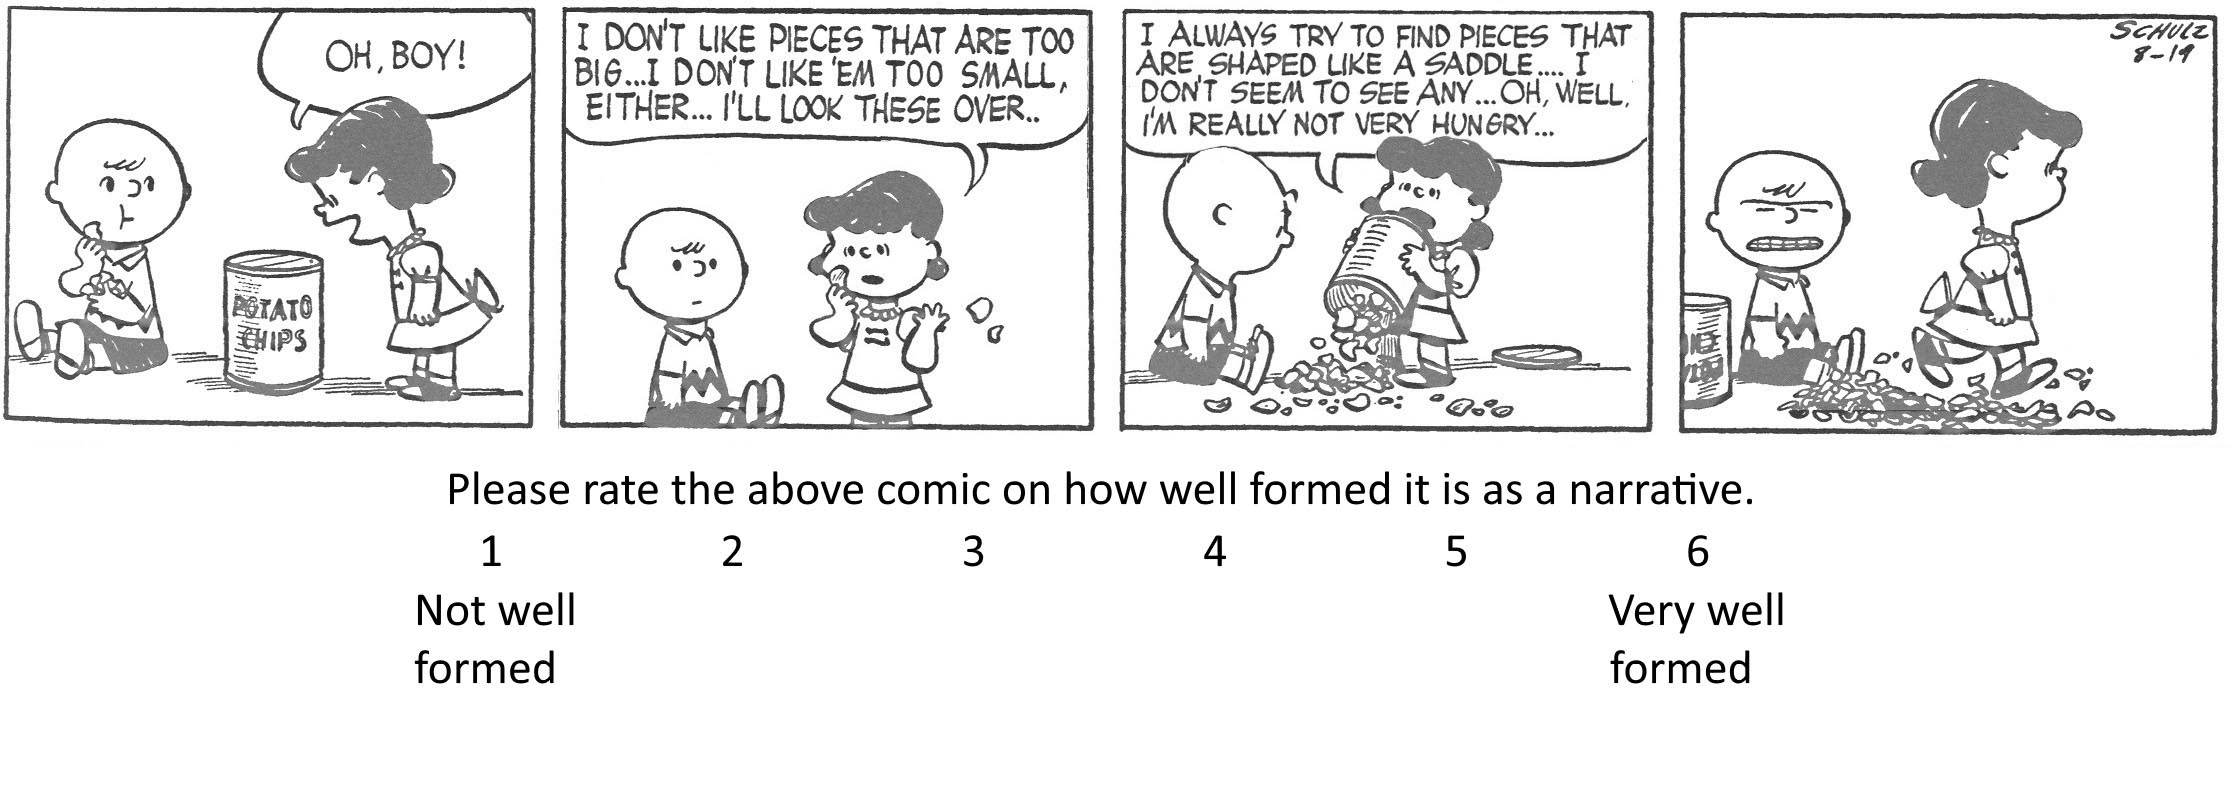 OH, BOY!
POTATO
CHIPS
I DON'T LIKE PIECES THAT ARE TOO
BIG...I DON'T LIKE 'EM TOO SMALL,
EITHER... I'LL LOOK THESE OVER..
I ALWAYS TRY TO FIND PIECES THAT
ARE SHAPED LIKE A SADDLE.... I
DON'T SEEM TO SEE ANY...OH, WELL,
I'M REALLY NOT VERY HUNGRY...
SCHULZ
8-19
Please rate the above comic on how well formed it is as a narrative.
1 2 3 4 5 6
Not well
formed
Very well
formed